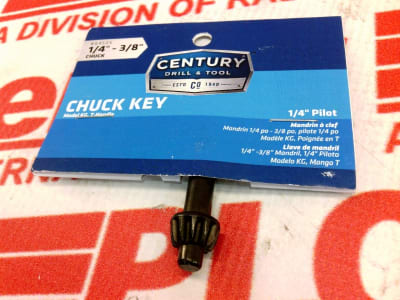 A DIVISION OF RA
1/4" - 3/8"
CHUCK
CENTURY
DRILL & TOOL
ESTD Co 1940
CHUCK KEY
Model KG, T-Handle
1/4" Pilot
Mandrin à clef
Mandrin 1/4 po - 3/8 po, pilote 1/4 po
Modèle KG, Poignée en T
Llave de mandril
1/4" -3/8" Mandril, 1/4" Piloto
Modelo KG, Mango T